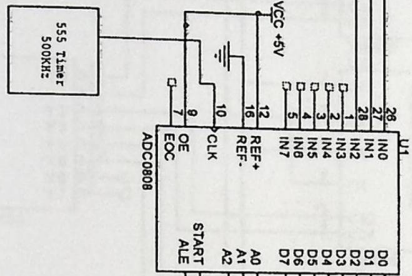 U1
26 IN0 D0
27 IN1 D1
28 IN2 D2
1 IN3 D3
2 IN4 D4
3 IN5 D5
4 IN6 D6
5 IN7 D7
12 REF+ A0
16 REF- A1
A2
10 CLK
START
9 OE ALE
7 EOC
ADC0808
VCC +5V
555 Timer
500KHz